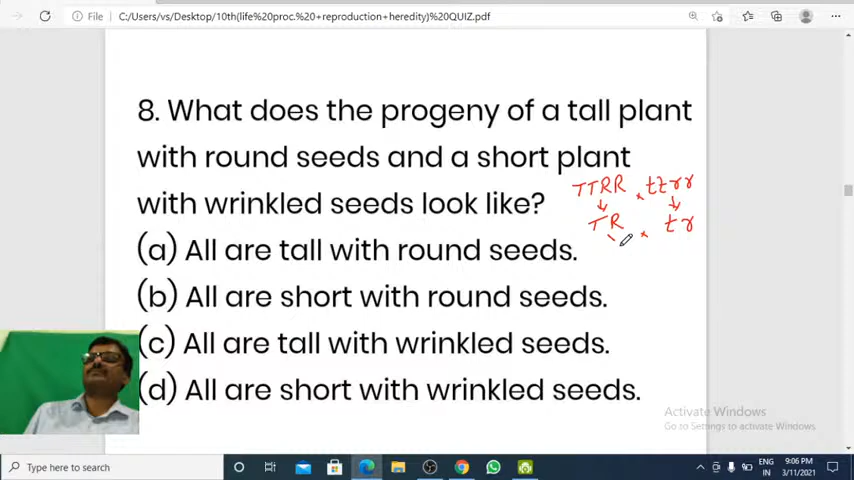 File
C:/Users/vs/Desktop/10th(life%20proc.%20+reproduction+heredity)%20QUIZ.pdf
8. What does the progeny of a tall plant
with round seeds and a short plant
with wrinkled seeds look like?
TTRR × ttrr
TR × tr
(a) All are tall with round seeds.
(b) All are short with round seeds.
(c) All are tall with wrinkled seeds.
(d) All are short with wrinkled seeds.
Activate Windows
Go to Settings to activate Windows.
Type here to search
ENG
IN
9:06 PM
3/11/2021